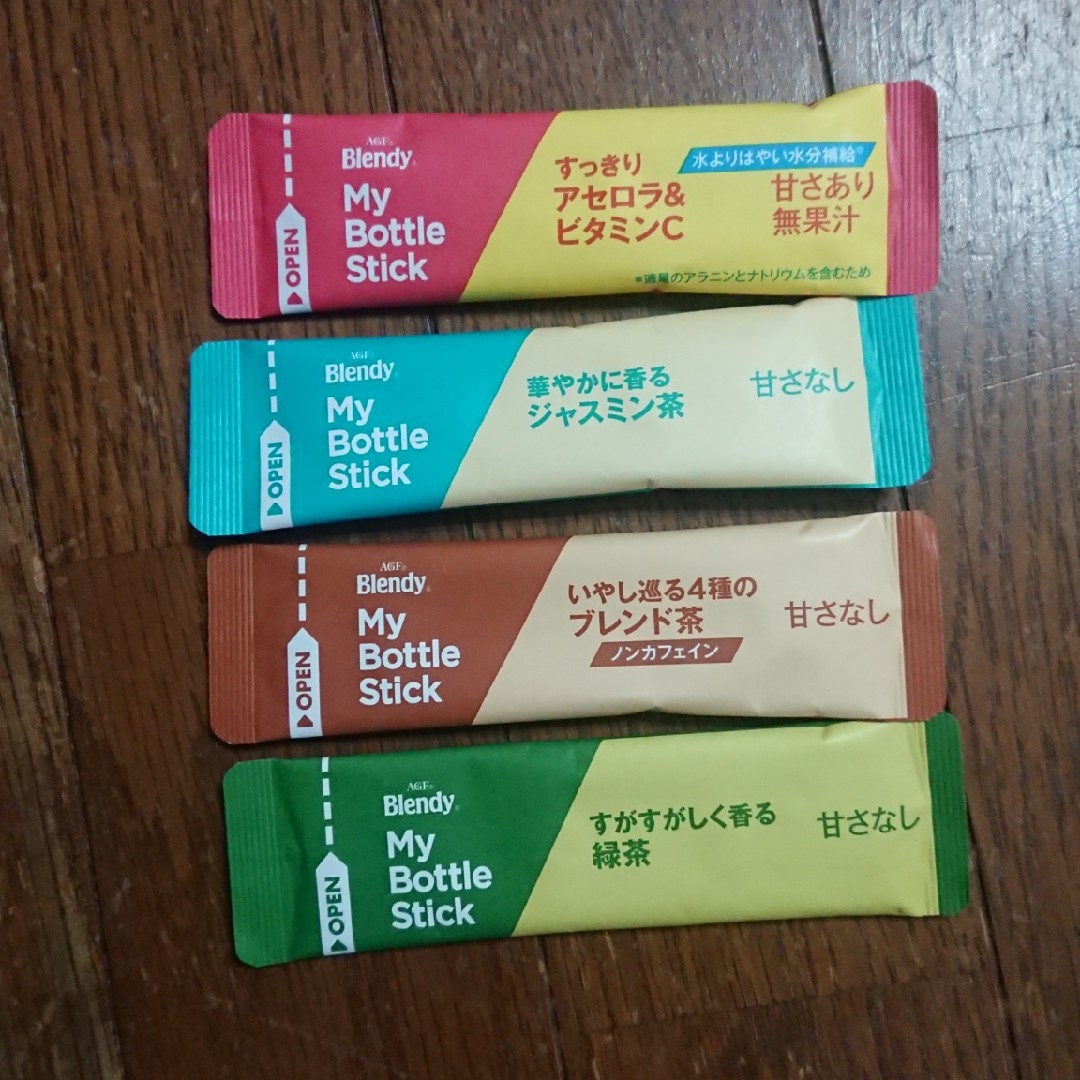 OPEN
AGF®
Blendy®
My
Bottle
Stick
すっきり
アセロラ&
ビタミンC
水よりはやい水分補給※
甘さあり
無果汁
*適量のアラニンとナトリウムを含むため
OPEN
AGF®
Blendy®
My
Bottle
Stick
華やかに香る
ジャスミン茶
甘さなし
OPEN
AGF®
Blendy®
My
Bottle
Stick
いやし巡る4種の
ブレンド茶
ノンカフェイン
甘さなし
OPEN
AGF®
Blendy®
My
Bottle
Stick
すがすがしく香る
緑茶
甘さなし